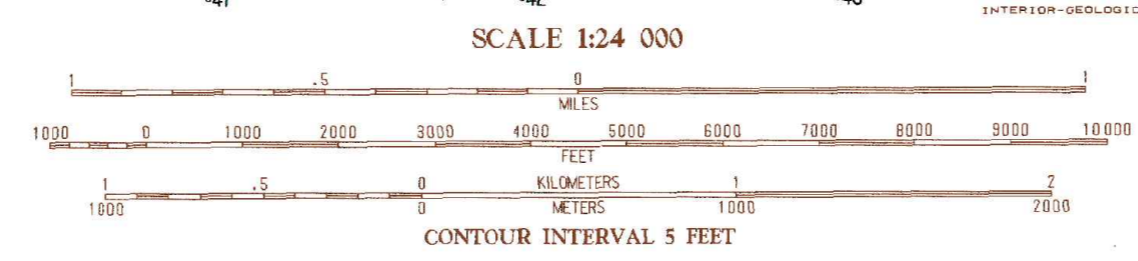 INTERIOR-GEOLOGIC
SCALE 1:24 000
1 .5 0 1
MILES
1000 0 1000 2000 3000 4000 5000 6000 7000 8000 9000 10000
FEET
1 .5 0 KILOMETERS 1 2
1000 0 METERS 1000 2000
CONTOUR INTERVAL 5 FEET